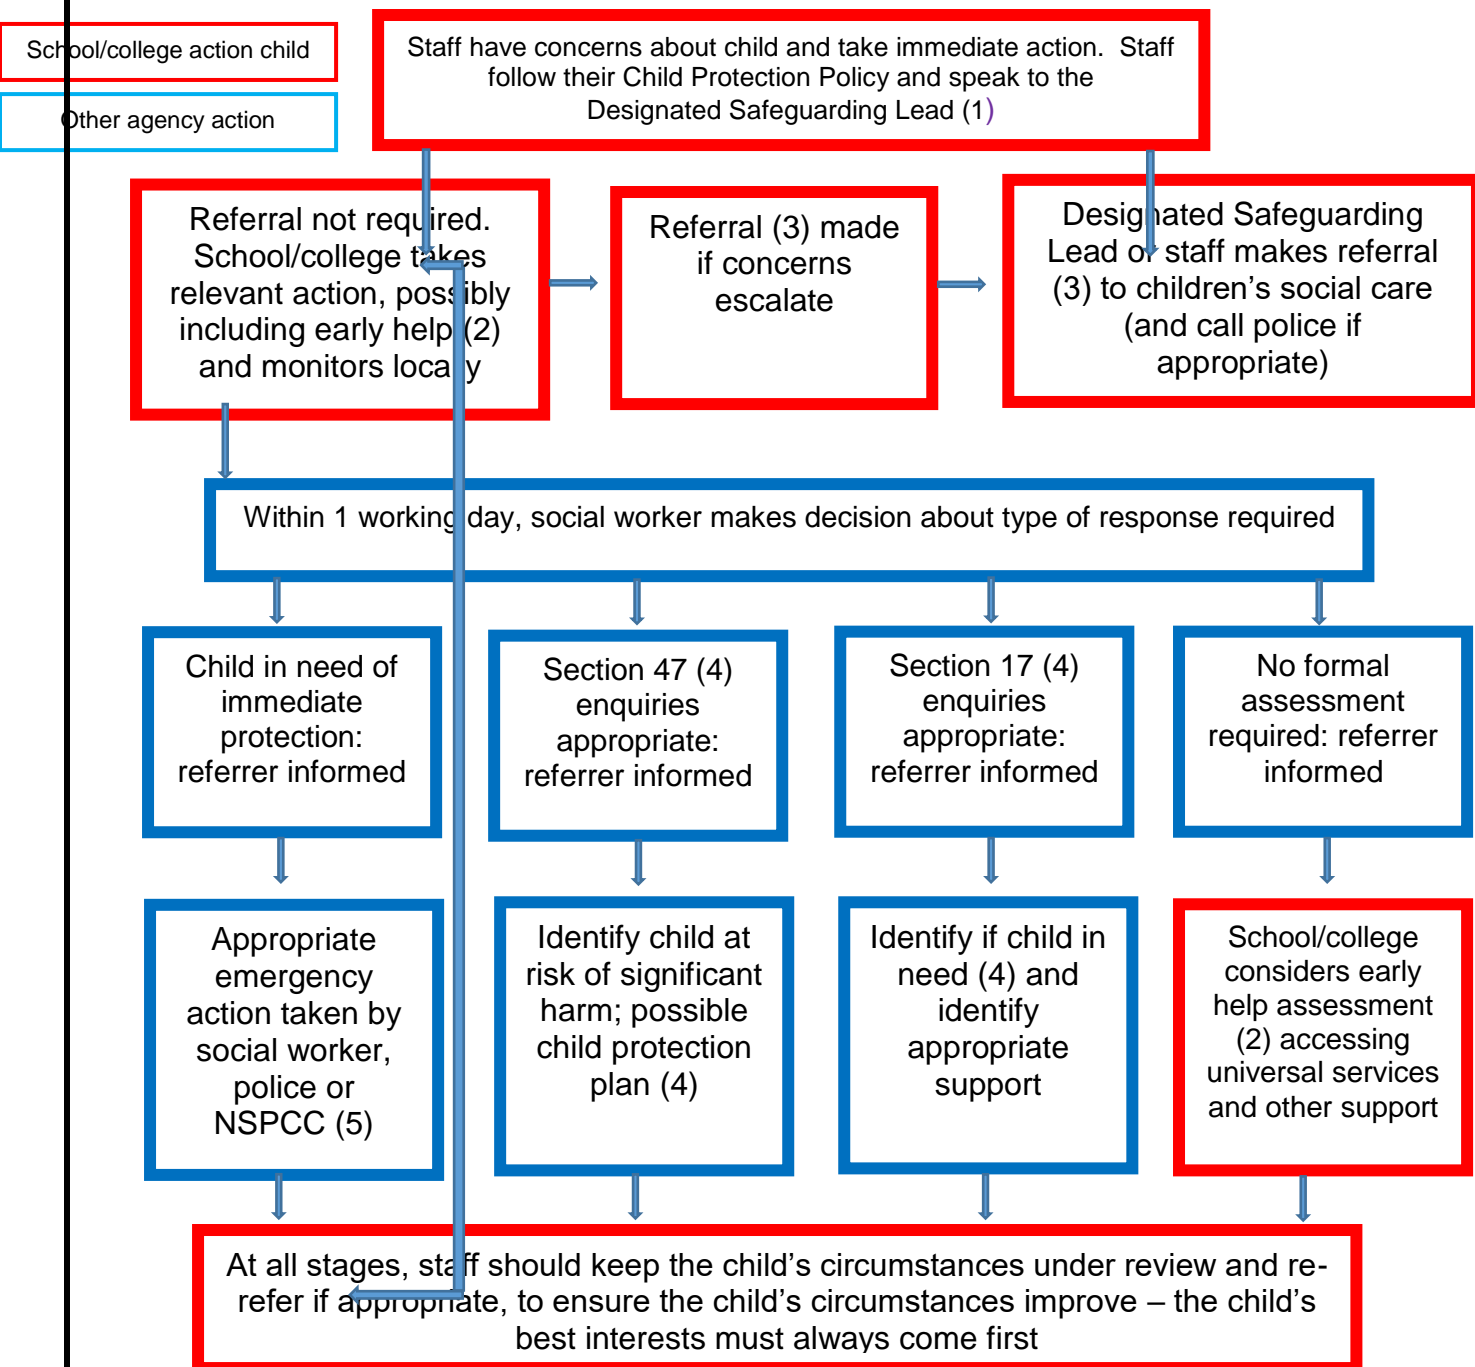 School/college action child
Other agency action
Staff have concerns about child and take immediate action.  Staff
follow their Child Protection Policy and speak to the
Designated Safeguarding Lead (1)
Referral not required.
School/college takes
relevant action, possibly
including early help (2)
and monitors locally
Referral (3) made
if concerns
escalate
Designated Safeguarding
Lead or staff makes referral
(3) to children’s social care
(and call police if
appropriate)
Within 1 working day, social worker makes decision about type of response required
Child in need of
immediate
protection:
referrer informed
Section 47 (4)
enquiries
appropriate:
referrer informed
Section 17 (4)
enquiries
appropriate:
referrer informed
No formal
assessment
required: referrer
informed
Appropriate
emergency
action taken by
social worker,
police or
NSPCC (5)
Identify child at
risk of significant
harm; possible
child protection
plan (4)
Identify if child in
need (4) and
identify
appropriate
support
School/college
considers early
help assessment
(2) accessing
universal services
and other support
At all stages, staff should keep the child’s circumstances under review and re-
refer if appropriate, to ensure the child’s circumstances improve – the child’s
best interests must always come first